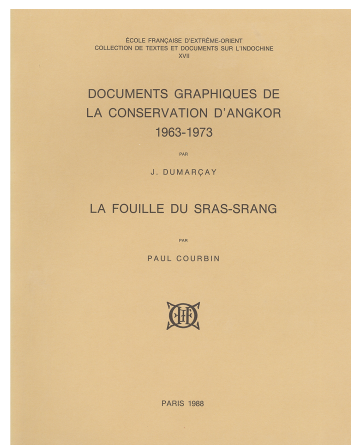 ÉCOLE FRANÇAISE D'EXTRÊME-ORIENT
COLLECTION DE TEXTES ET DOCUMENTS SUR L'INDOCHINE
XVII
DOCUMENTS GRAPHIQUES DE
LA CONSERVATION D'ANGKOR
1963-1973
PAR
J. DUMARÇAY
LA FOUILLE DU SRAS-SRANG
PAR
PAUL COURBIN
PARIS 1988